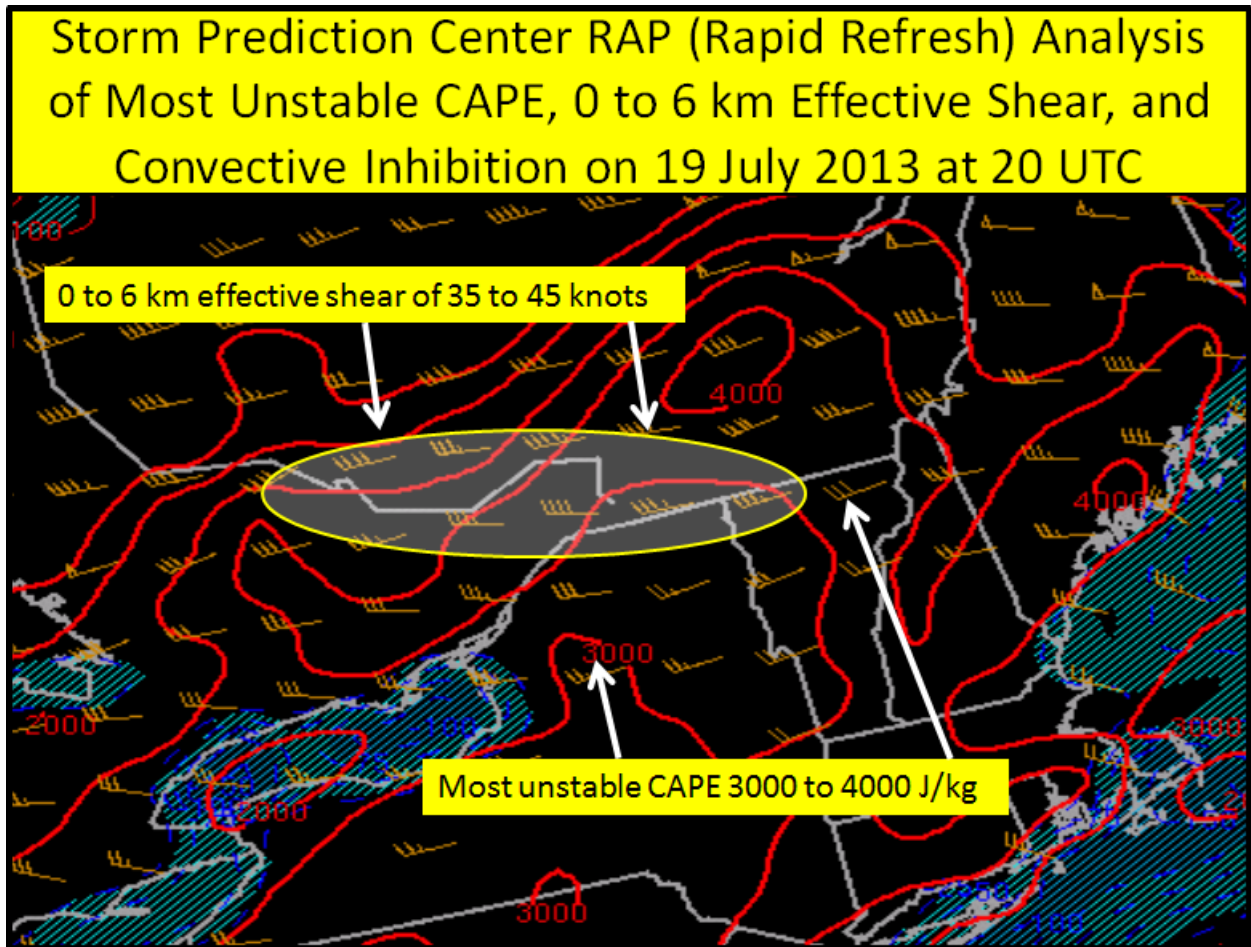 Storm Prediction Center RAP (Rapid Refresh) Analysis
of Most Unstable CAPE, 0 to 6 km Effective Shear, and
Convective Inhibition on 19 July 2013 at 20 UTC
100
0 to 6 km effective shear of 35 to 45 knots
4000
4000
3000
2000
100
3000
Most unstable CAPE 3000 to 4000 J/kg
2000
3000
100